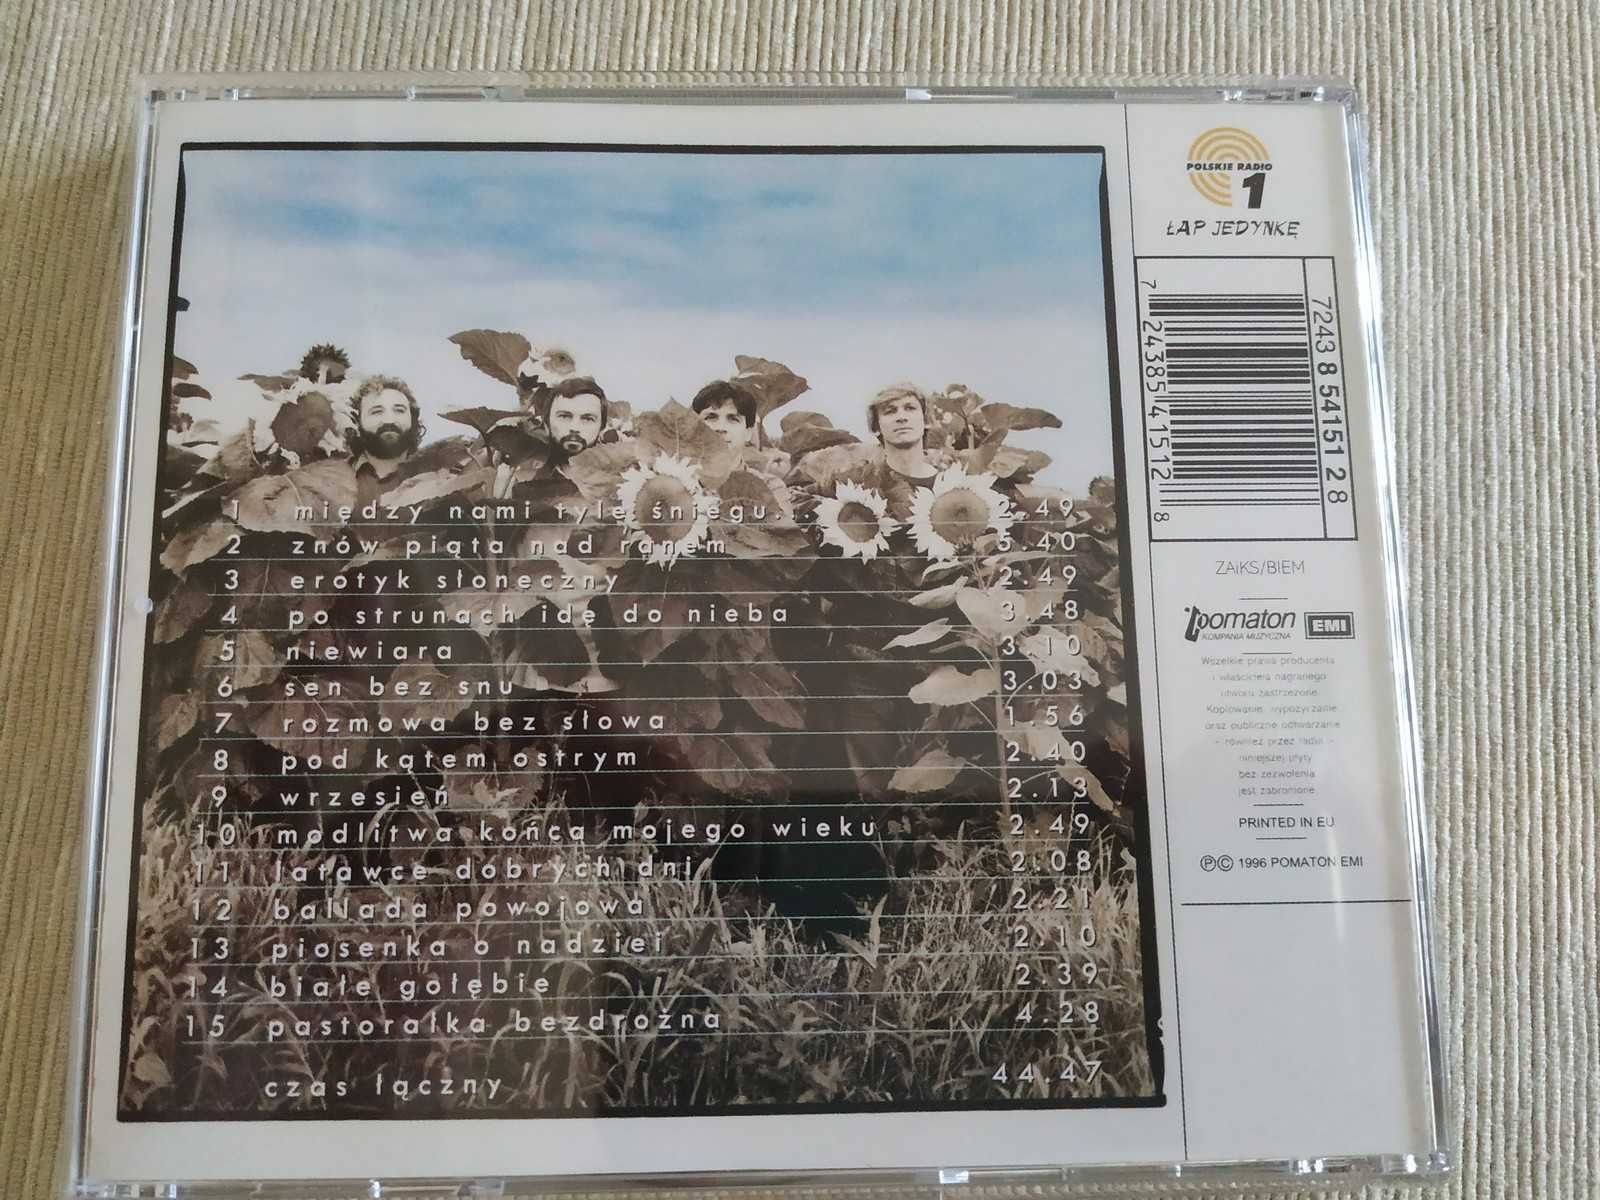 1 między nami tyle śniegu... 2.49
2 znów piąta nad ranem 5.40
3 erotyk słoneczny 2.49
4 po strunach idę do nieba 3.48
5 niewiara 3.10
6 sen bez snu 3.03
7 rozmowa bez słowa 1.56
8 pod kątem ostrym 2.40
9 wrzesień 2.13
10 modlitwa końca mojego wieku 2.49
11 latawce dobrych dni 2.08
12 ballada powojowa 2.21
13 piosenka o nadziei 2.10
14 białe gołębie 2.39
15 pastorałka bezdrożna 4.28
czas łączny 44.47
POLSKIE RADIO
1
ŁAP JEDYNKĘ
7243 8 54151 2 8
7 24385 41512 8
ZAiKS/BIEM
pomaton EMI
KOMPANIA MUZYCZNA
Wszelkie prawa producenta
i właściciela nagranego
utworu zastrzeżone.
Kopiowanie, wypożyczanie
oraz publiczne odtwarzanie
- również przez radio -
niniejszej płyty
bez zezwolenia
jest zabronione.
PRINTED IN EU
Ⓟ© 1996 POMATON EMI